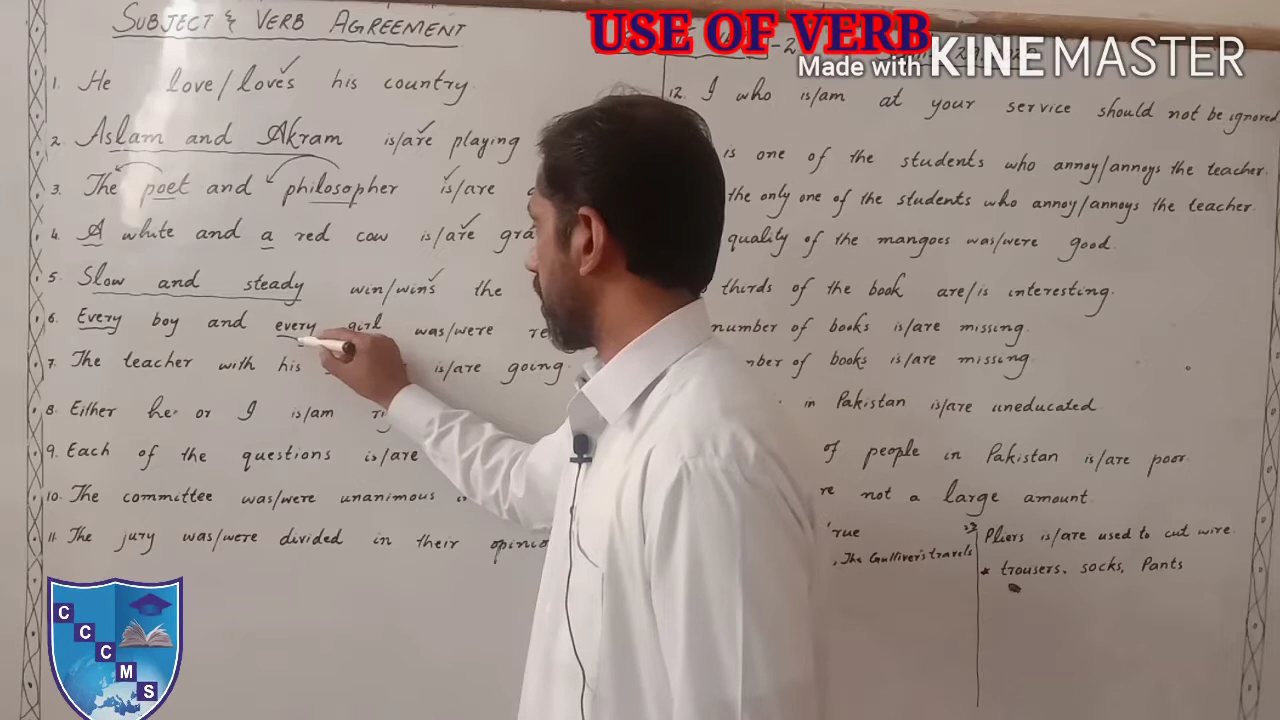 SUBJECT & VERB AGREEMENT
1. He love/loves his country.
2. Aslam and Akram is/are playing
3. The poet and philosopher is/are
4. A white and a red cow is/are gra
5. Slow and steady win/wins the
6. Every boy and every girl was/were re
7. The teacher with his is/are going.
8. Either he or I is/am
9. Each of the questions is/are
10. The committee was/were unanimous
11. The jury was/were divided in their opinio
USE OF VERB
Made with KINEMASTER
12. I who is/am at your service should not be ignored
is one of the students who annoy/annoys the teacher.
the only one of the students who annoy/annoys the teacher.
quality of the mangoes was/were good.
thirds of the book are/is interesting.
number of books is/are missing.
nber of books is/are missing.
in Pakistan is/are uneducated
of people in Pakistan is/are poor.
re not a large amount.
rue
, The Gulliver's travels
23 Pliers is/are used to cut wire.
* trousers, socks, Pants
C
C
C
M
S